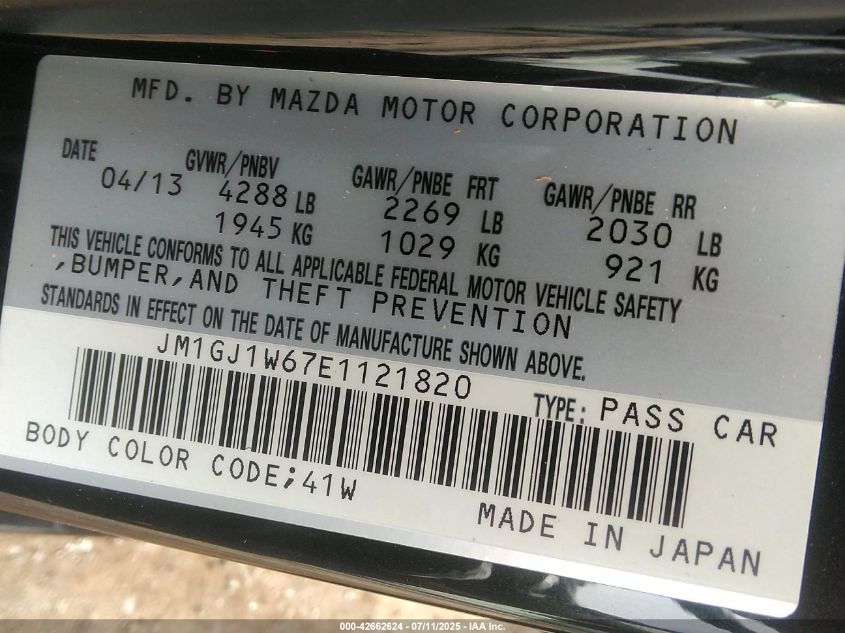 MFD. BY MAZDA MOTOR CORPORATION
DATE GVWR/PNBV GAWR/PNBE FRT GAWR/PNBE RR
04/13 4288 LB 2269 LB 2030 LB
1945 KG 1029 KG 921 KG
THIS VEHICLE CONFORMS TO ALL APPLICABLE FEDERAL MOTOR VEHICLE SAFETY
,BUMPER,AND THEFT PREVENTION
STANDARDS IN EFFECT ON THE DATE OF MANUFACTURE SHOWN ABOVE.
JM1GJ1W67E1121820
TYPE: PASS CAR
BODY COLOR CODE;41W
MADE IN JAPAN
000-42662624 - 07/11/2025 - IAA Inc.